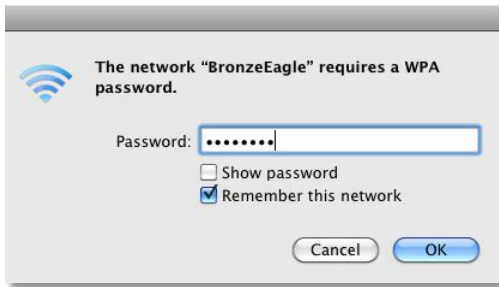 The network “BronzeEagle” requires a WPA
password.
Password: ••••••••
Show password
Remember this network
Cancel OK